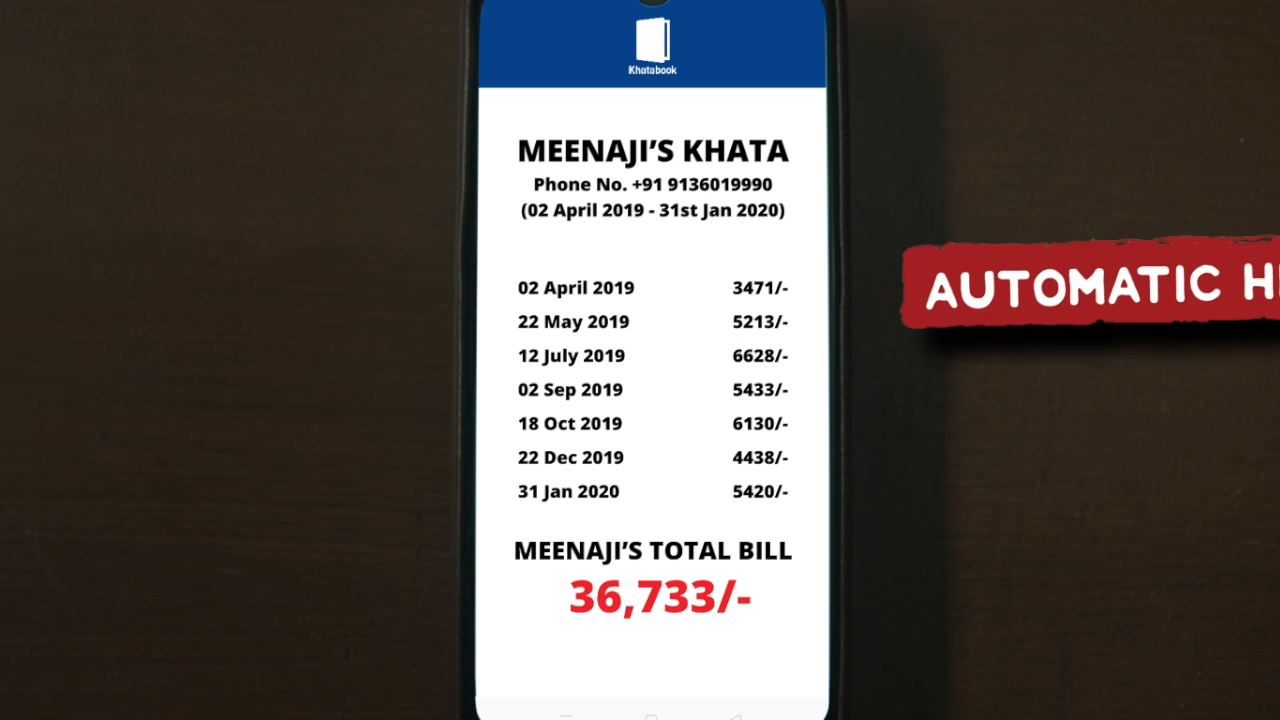 Khatabook
MEENAJI'S KHATA
Phone No. +91 9136019990
(02 April 2019 - 31st Jan 2020)
02 April 2019 3471/-
22 May 2019 5213/-
12 July 2019 6628/-
02 Sep 2019 5433/-
18 Oct 2019 6130/-
22 Dec 2019 4438/-
31 Jan 2020 5420/-
MEENAJI'S TOTAL BILL
36,733/-
AUTOMATIC